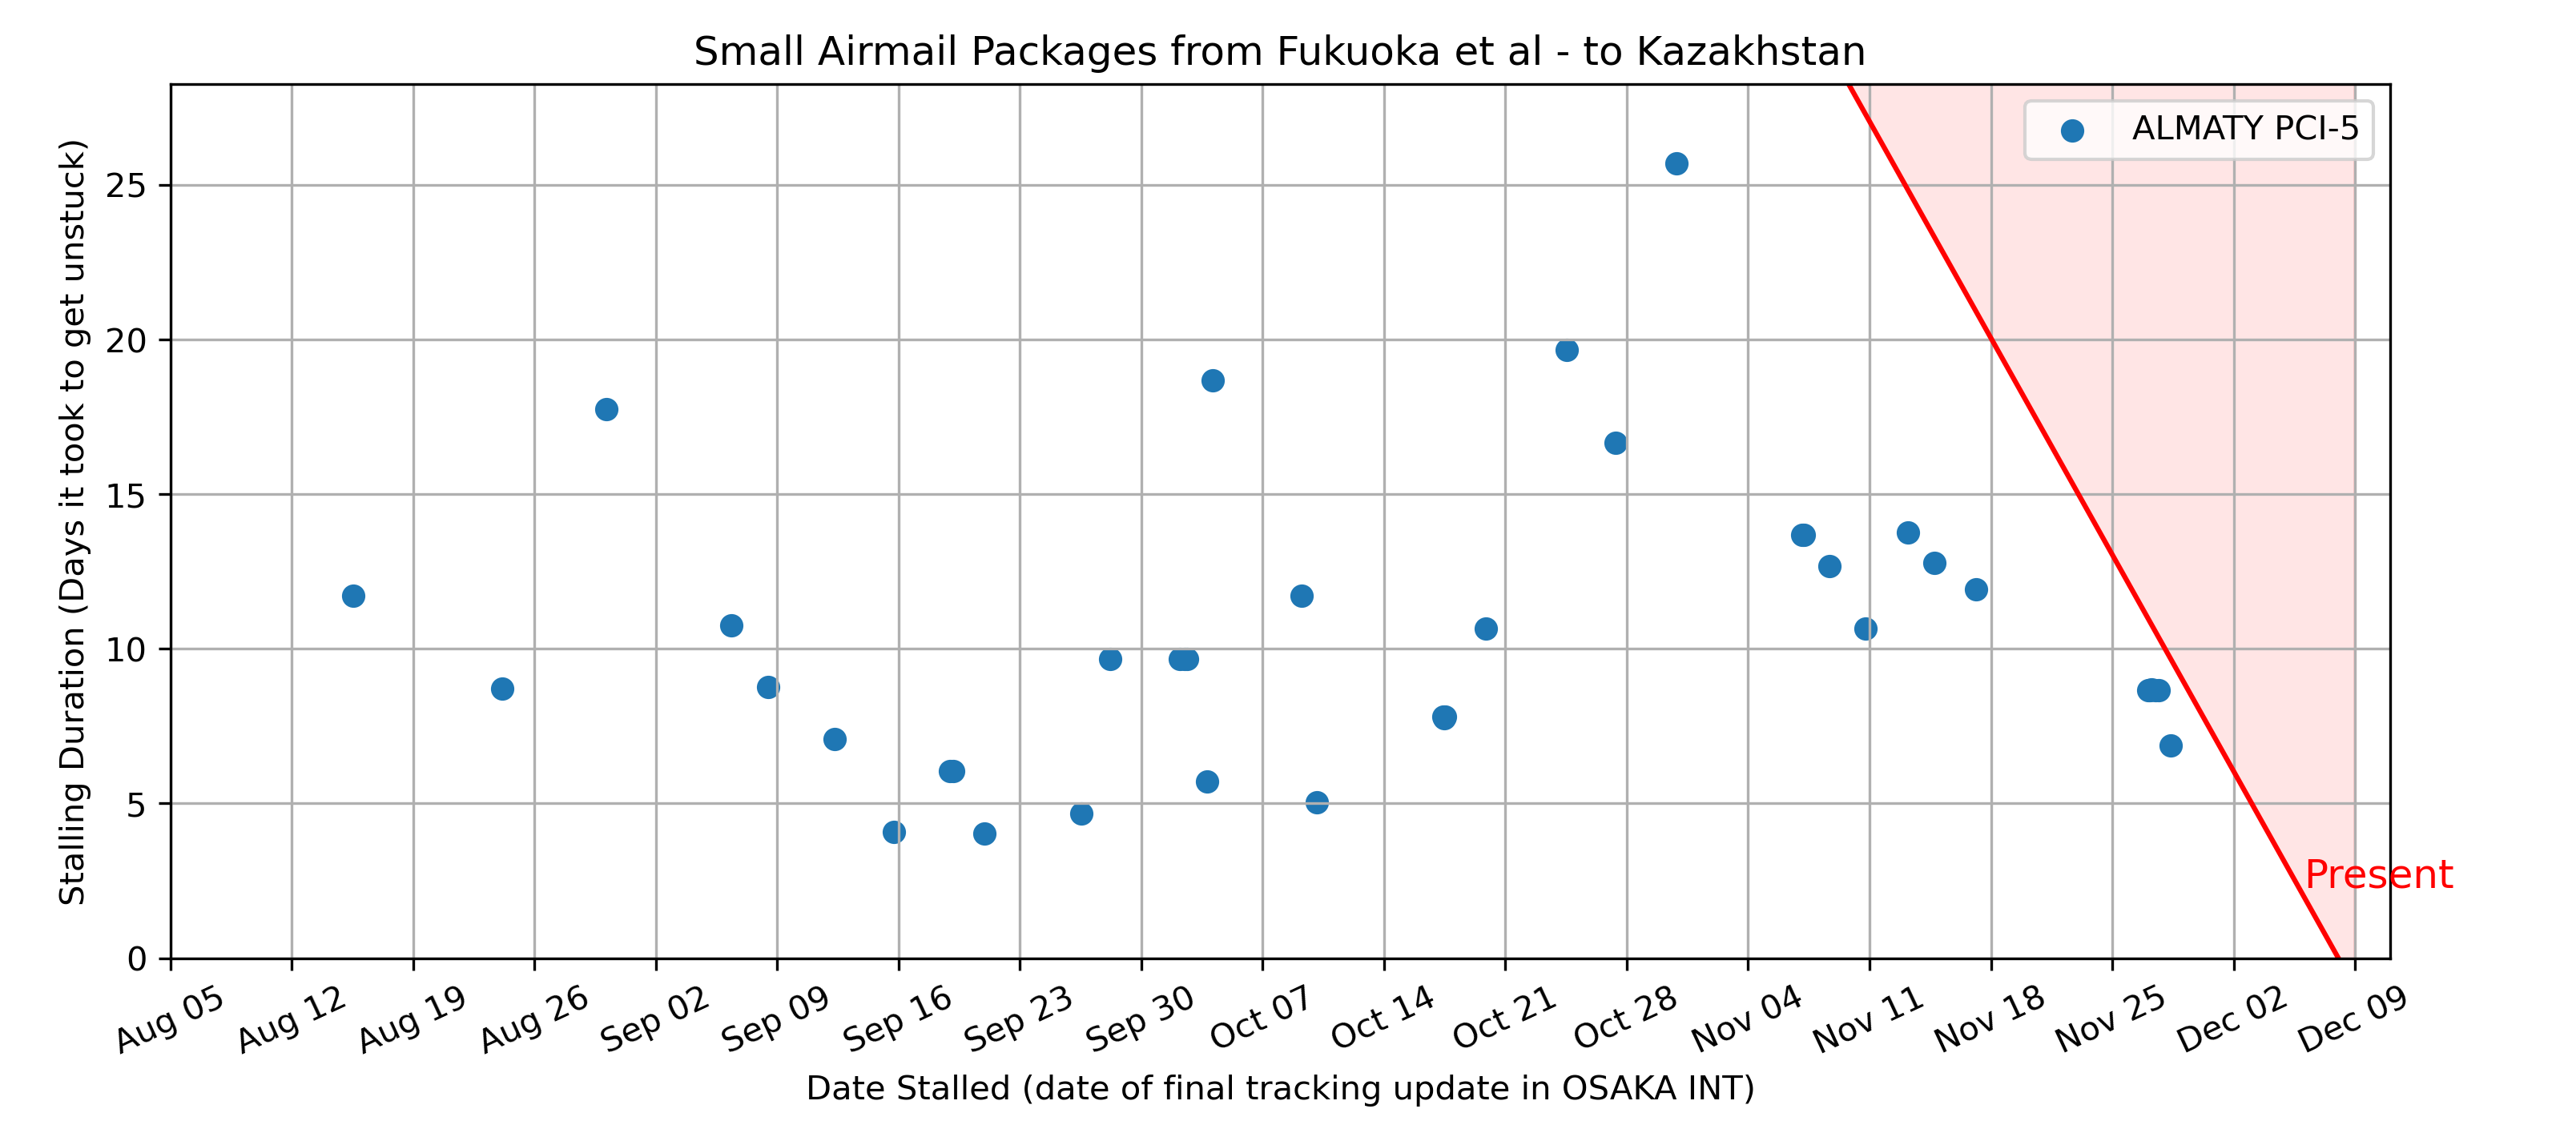 Small Airmail Packages from Fukuoka et al - to Kazakhstan
ALMATY PCI-5
Stalling Duration (Days it took to get unstuck)
25
20
15
10
5
0
Present
Aug 05 Aug 12 Aug 19 Aug 26 Sep 02 Sep 09 Sep 16 Sep 23 Sep 30 Oct 07 Oct 14 Oct 21 Oct 28 Nov 04 Nov 11 Nov 18 Nov 25 Dec 02 Dec 09
Date Stalled (date of final tracking update in OSAKA INT)